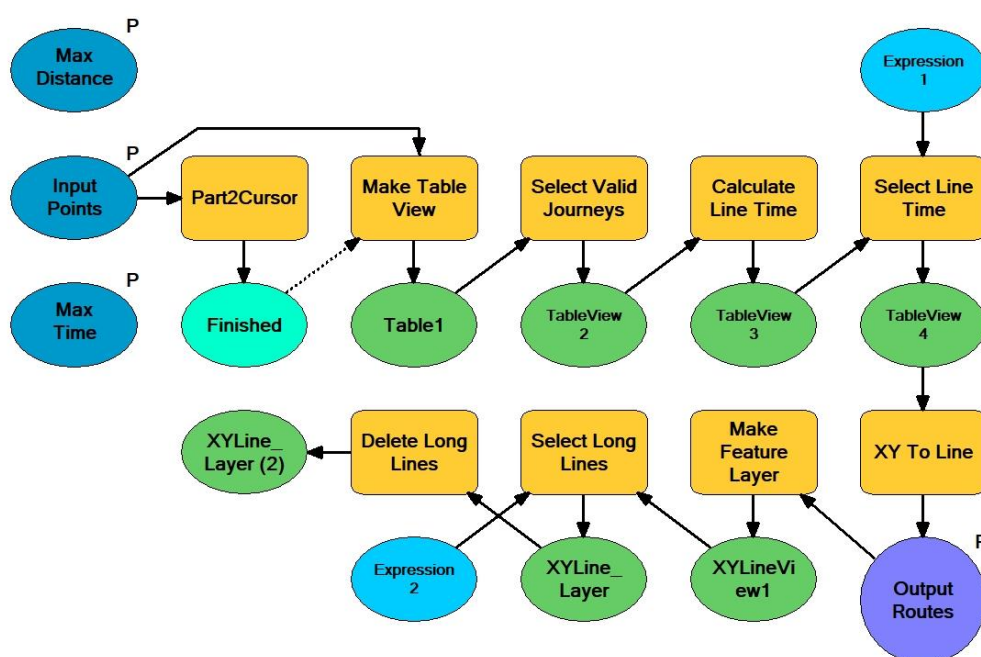 P
Max
Distance
Expression
1
P
Input
Points
Part2Cursor
Make Table
View
Select Valid
Journeys
Calculate
Line Time
Select Line
Time
P
Max
Time
Finished
Table1
TableView
2
TableView
3
TableView
4
XYLine_
Layer (2)
Delete Long
Lines
Select Long
Lines
Make
Feature
Layer
XY To Line
Expression
2
XYLine_
Layer
XYLineVi
ew1
P
Output
Routes